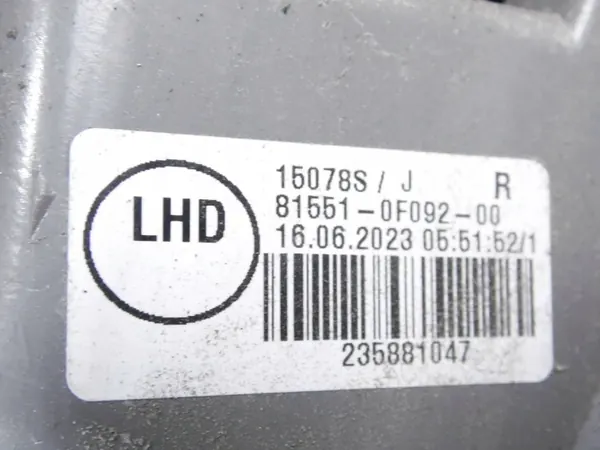 LHD
15078S / J R
81551-0F092-00
16.06.2023 05:51:52/1
235881047